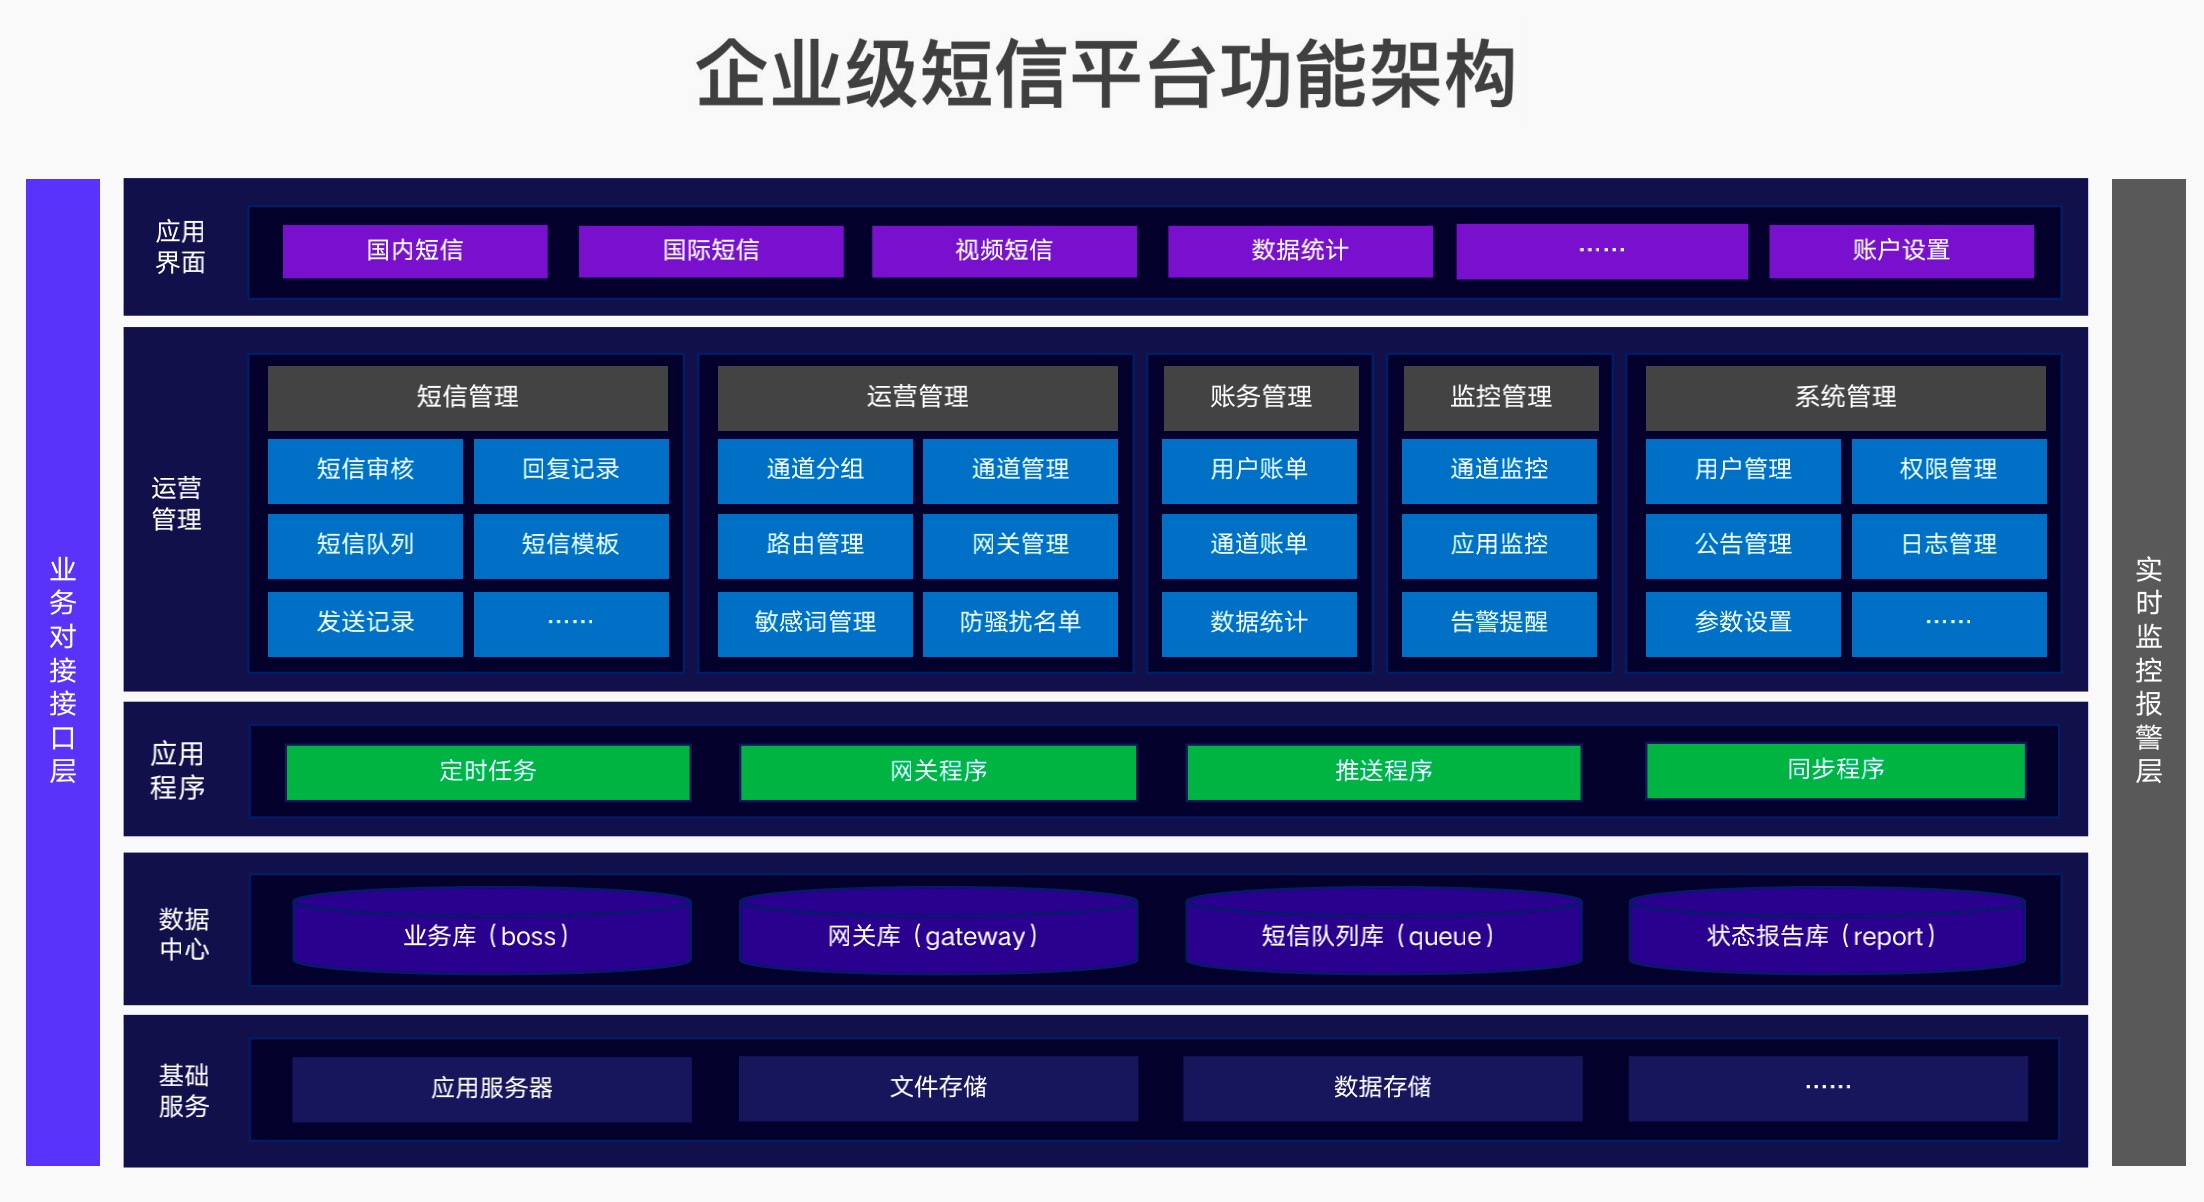 企业级短信平台功能架构
业务对接接口层
应用
界面
国内短信
国际短信
视频短信
数据统计
······
账户设置
运营
管理
短信管理
短信审核
回复记录
短信队列
短信模板
发送记录
······
运营管理
通道分组
通道管理
路由管理
网关管理
敏感词管理
防骚扰名单
账务管理
用户账单
通道账单
数据统计
监控管理
通道监控
应用监控
告警提醒
系统管理
用户管理
权限管理
公告管理
日志管理
参数设置
······
应用
程序
定时任务
网关程序
推送程序
同步程序
数据
中心
业务库（boss）
网关库（gateway）
短信队列库（queue）
状态报告库（report）
基础
服务
应用服务器
文件存储
数据存储
······
实时监控报警层